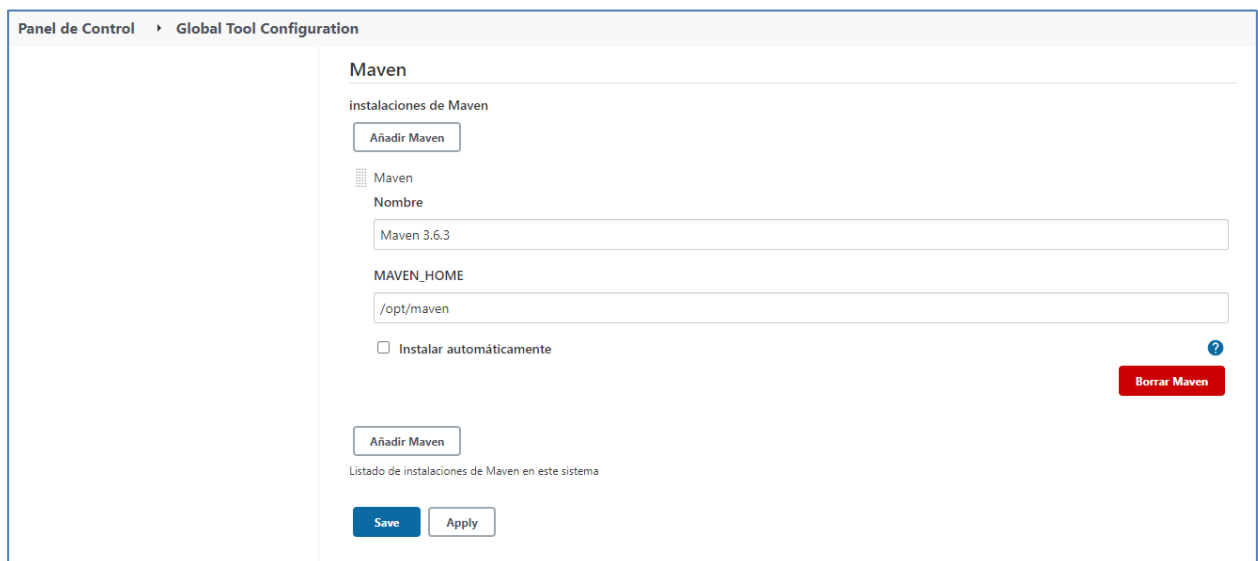 Panel de Control Global Tool Configuration
Maven
instalaciones de Maven
Añadir Maven
Maven
Nombre
Maven 3.6.3
MAVEN_HOME
/opt/maven
Instalar automáticamente
?
Borrar Maven
Añadir Maven
Listado de instalaciones de Maven en este sistema
Save Apply